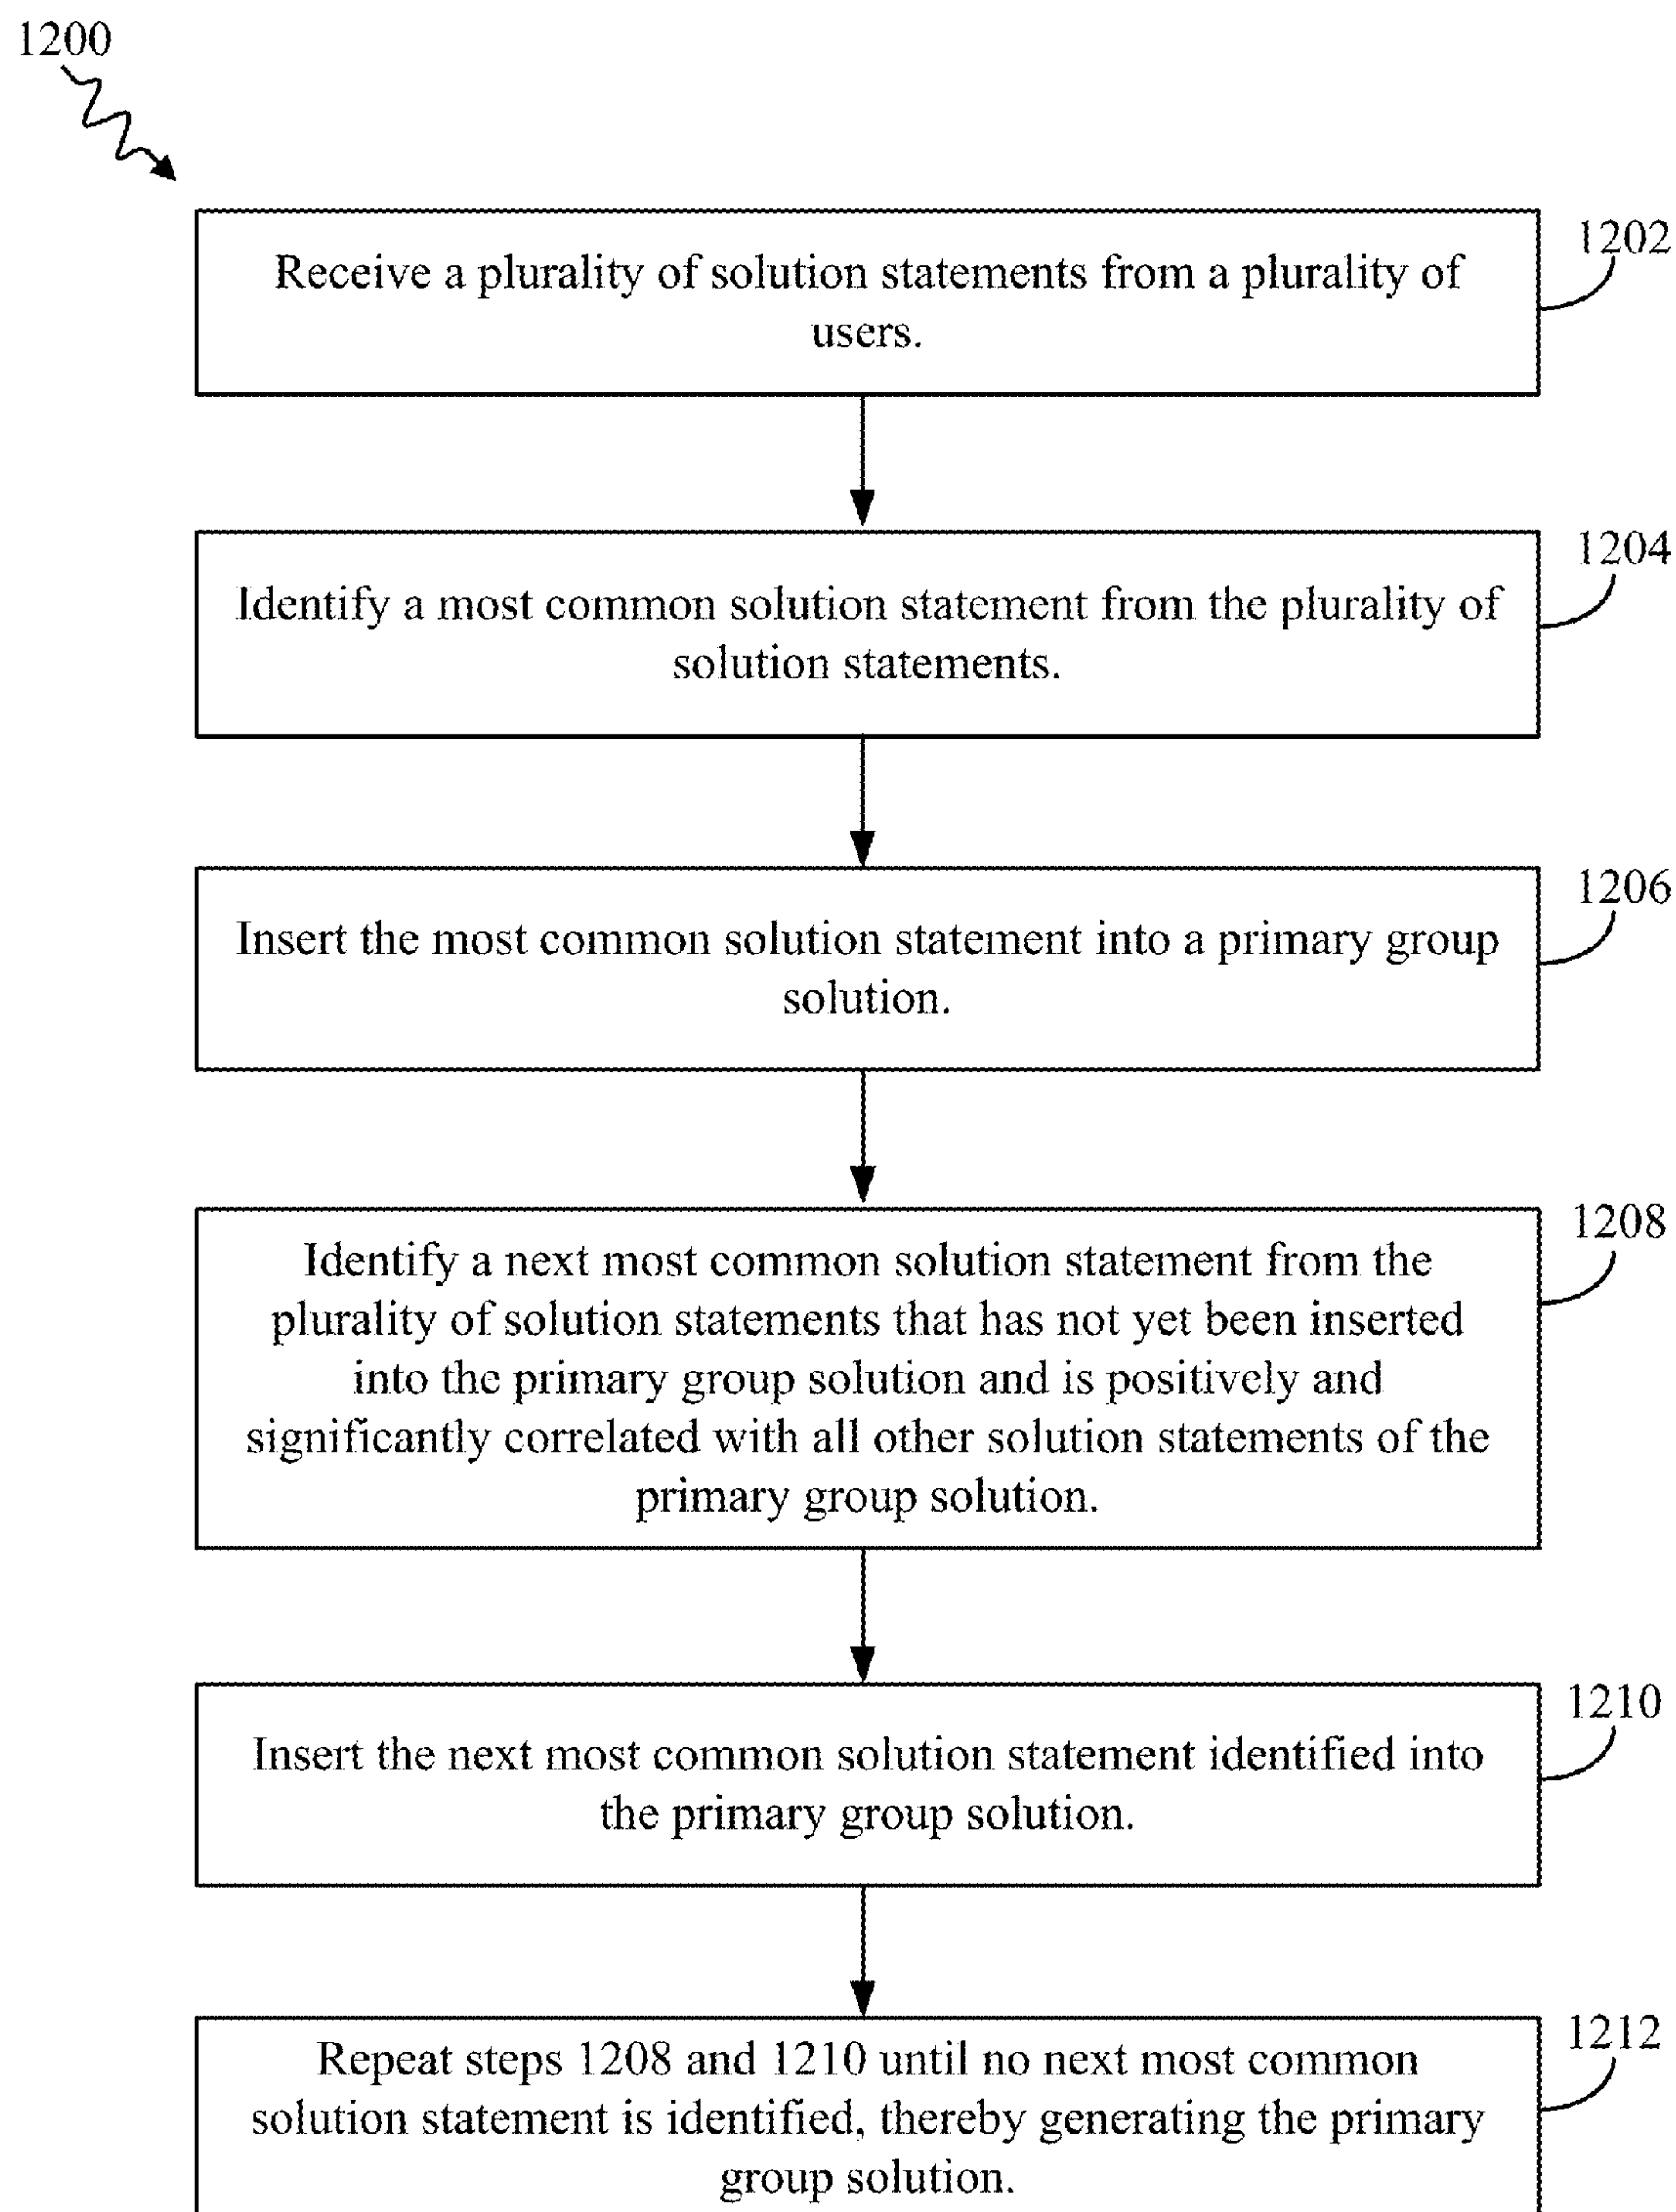 1200
1202
Receive a plurality of solution statements from a plurality of
users.
1204
Identify a most common solution statement from the plurality of
solution statements.
1206
Insert the most common solution statement into a primary group
solution.
1208
Identify a next most common solution statement from the
plurality of solution statements that has not yet been inserted
into the primary group solution and is positively and
significantly correlated with all other solution statements of the
primary group solution.
1210
Insert the next most common solution statement identified into
the primary group solution.
1212
Repeat steps 1208 and 1210 until no next most common
solution statement is identified, thereby generating the primary
group solution.